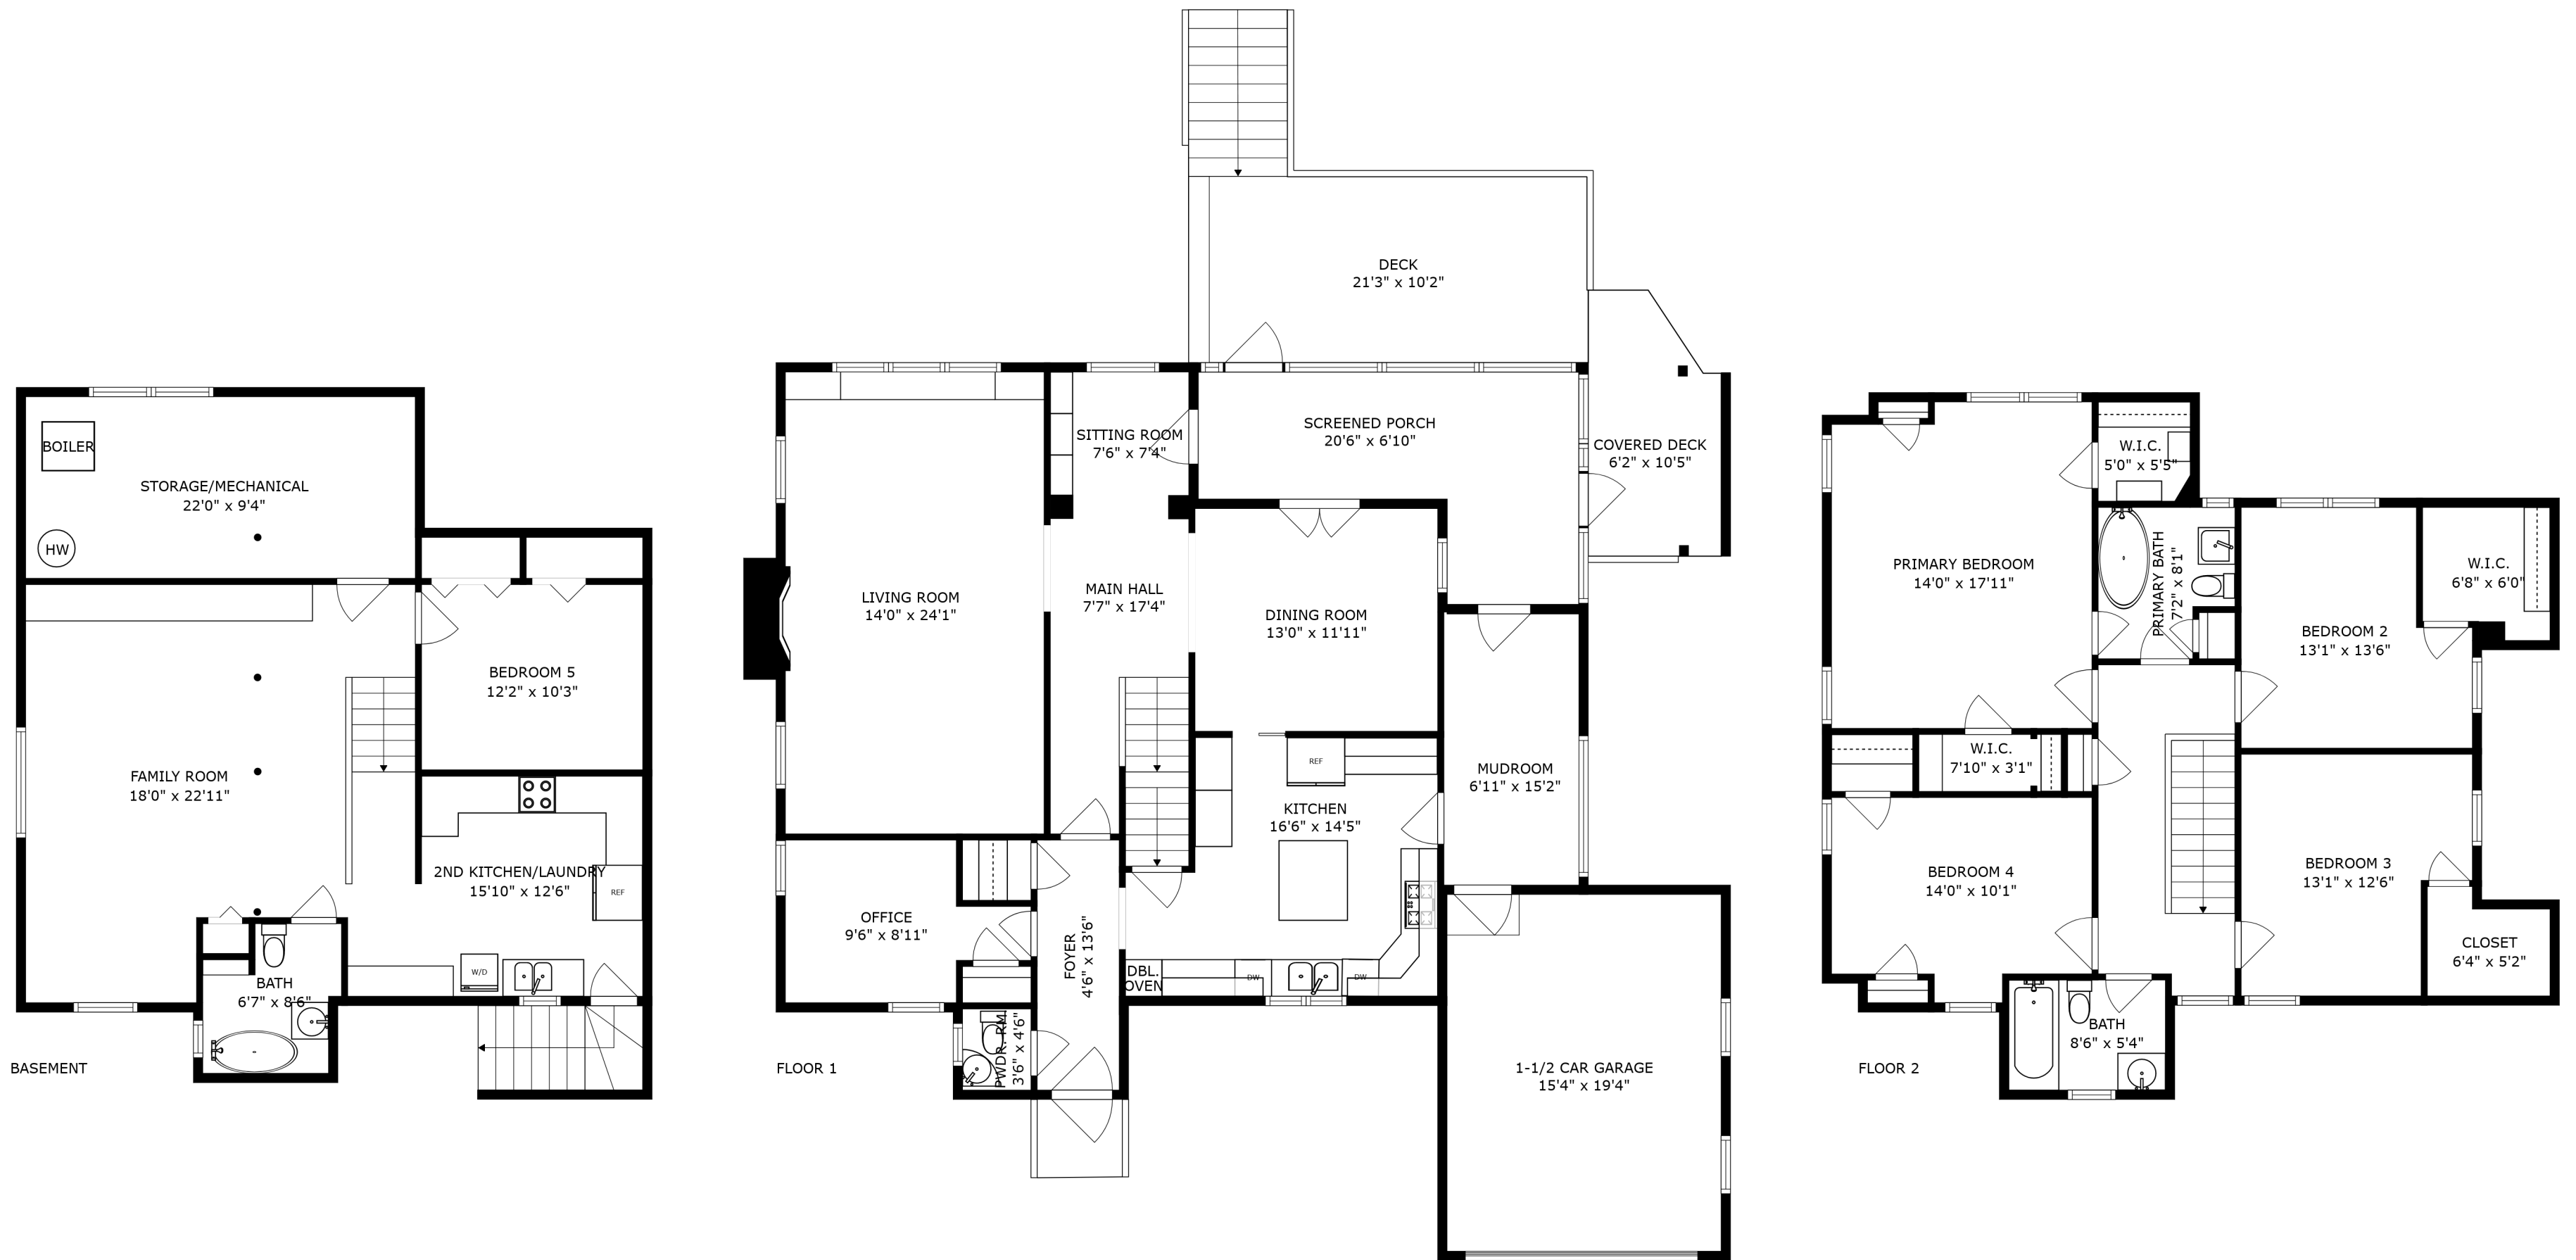 BOILER
STORAGE/MECHANICAL
22'0" x 9'4"
HW
BEDROOM 5
12'2" x 10'3"
FAMILY ROOM
18'0" x 22'11"
2ND KITCHEN/LAUNDRY
15'10" x 12'6"
REF
W/D
BATH
6'7" x 8'6"
BASEMENT
DECK
21'3" x 10'2"
SCREENED PORCH
20'6" x 6'10"
SITTING ROOM
7'6" x 7'4"
COVERED DECK
6'2" x 10'5"
LIVING ROOM
14'0" x 24'1"
MAIN HALL
7'7" x 17'4"
DINING ROOM
13'0" x 11'11"
REF
MUDROOM
6'11" x 15'2"
KITCHEN
16'6" x 14'5"
OFFICE
9'6" x 8'11"
FOYER
4'6" x 13'6"
DBL.
OVEN
DW
DW
PWDR. RM.
3'6" x 4'6"
1-1/2 CAR GARAGE
15'4" x 19'4"
FLOOR 1
W.I.C.
5'0" x 5'5"
PRIMARY BEDROOM
14'0" x 17'11"
PRIMARY BATH
7'2" x 8'1"
W.I.C.
6'8" x 6'0"
BEDROOM 2
13'1" x 13'6"
W.I.C.
7'10" x 3'1"
BEDROOM 4
14'0" x 10'1"
BEDROOM 3
13'1" x 12'6"
CLOSET
6'4" x 5'2"
BATH
8'6" x 5'4"
FLOOR 2